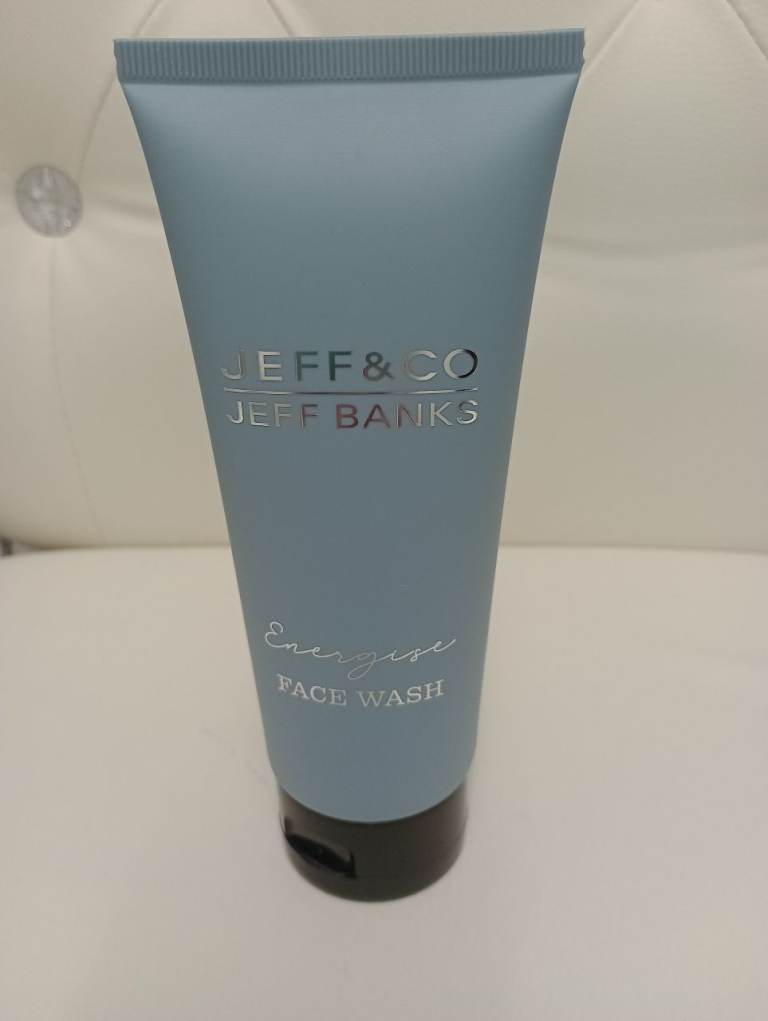 JEFF&CO
JEFF BANKS
Energise
FACE WASH